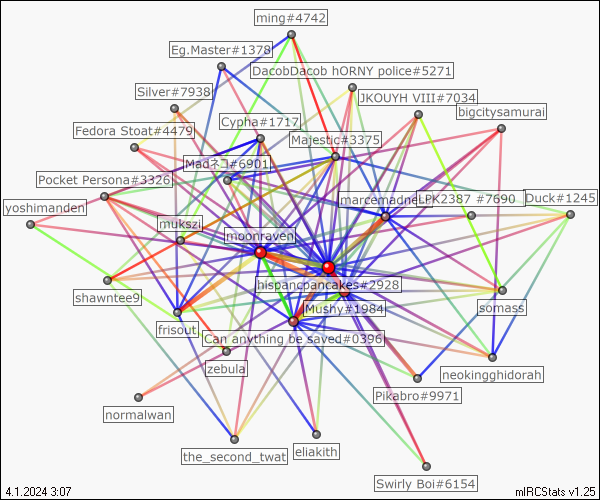 ming#4742
Eg.Master#1378
DacobDacob hORNY police#5271
Silver#7938
JKOUYH VIII#7034
bigcitysamurai
Cypha#1717
Fedora Stoat#4479
Majestic#3375
Madネコ#6901
Pocket Persona#3326
marcemadne
LPK2387 #7690
Duck#1245
yoshimanden
mukszi
moonraven
hispancpancakes#2928
shawntee9
Mushy#1984
somass
frisout
Can anything be saved#0396
zebula
neokingghidorah
Pikabro#9971
normalwan
the_second_twat
eliakith
Swirly Boi#6154
4.1.2024 3:07
mIRCStats v1.25